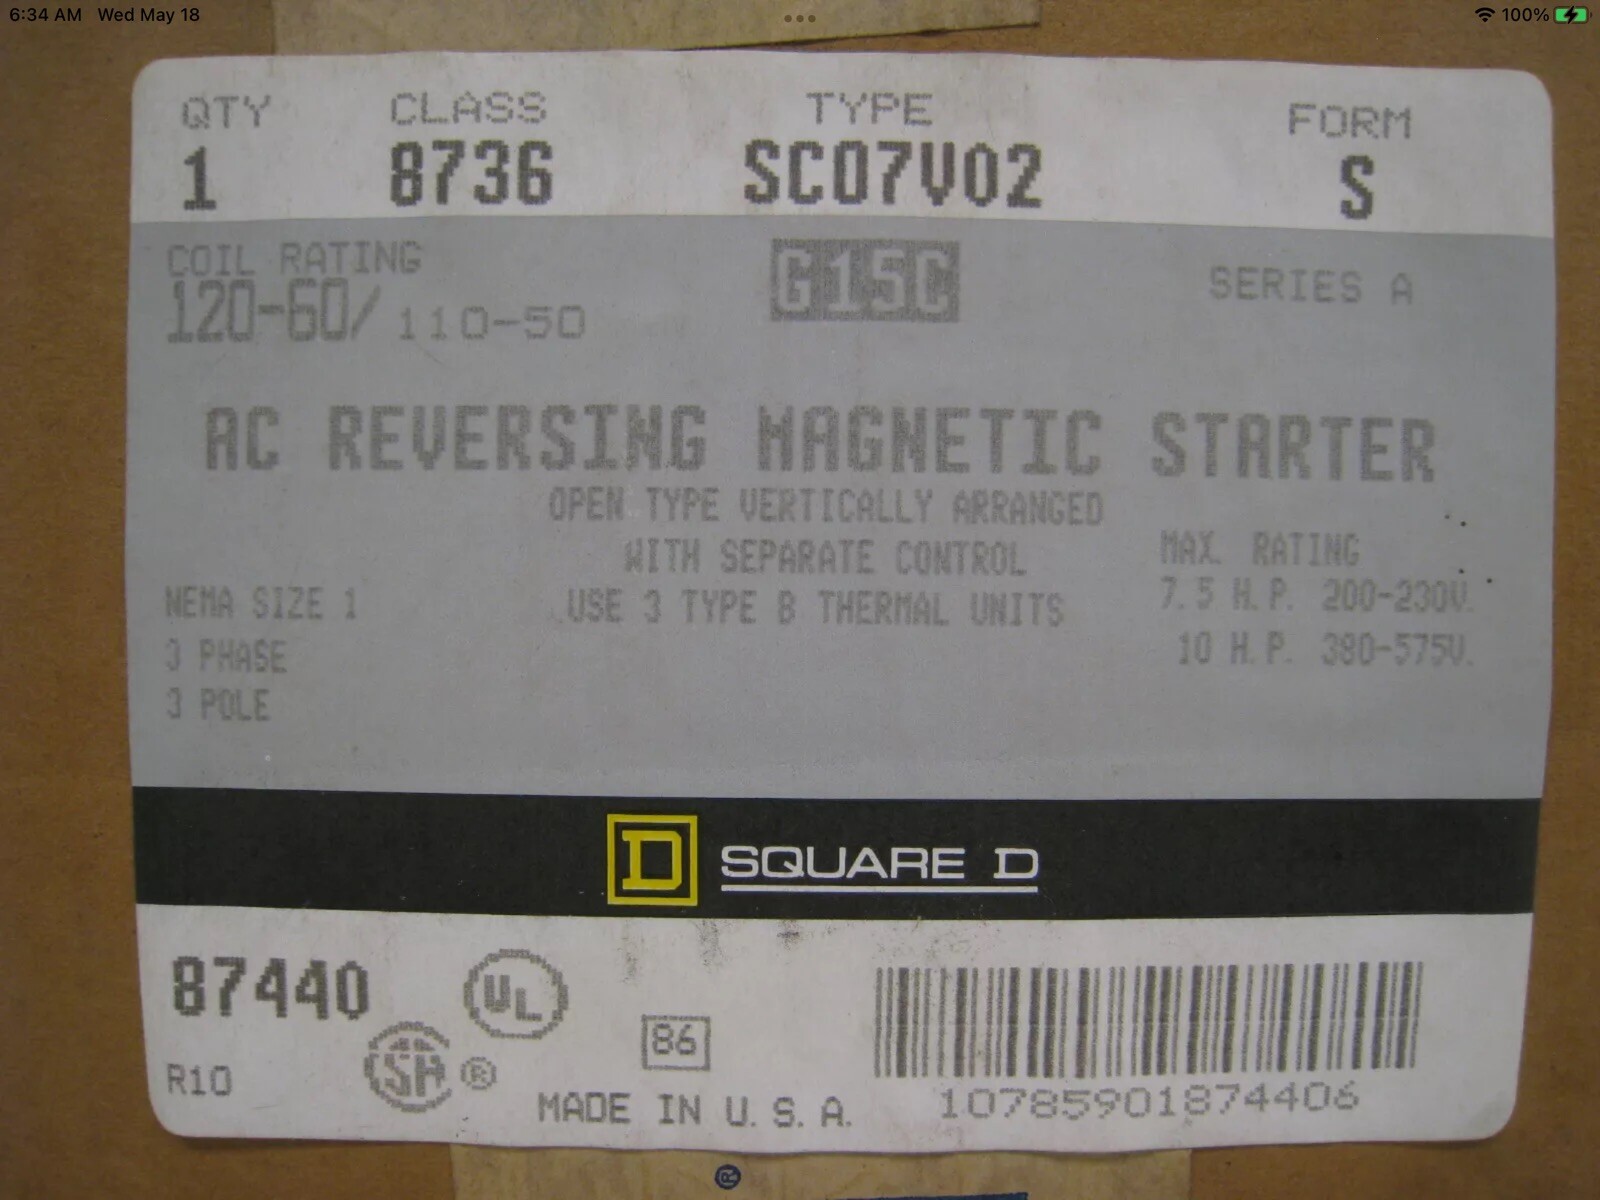 6:34 AM Wed May 18
100%
QTY CLASS TYPE FORM
1 8736 SCO7V02 S
COIL RATING
120-60/ 110-50
G15C
SERIES A
AC REVERSING MAGNETIC STARTER
OPEN TYPE VERTICALLY ARRANGED
WITH SEPARATE CONTROL
USE 3 TYPE B THERMAL UNITS
NEMA SIZE 1
3 PHASE
3 POLE
MAX. RATING
7.5 H.P. 200-230V.
10 H.P. 380-575V.
D SQUARE D
87440
UL
R10
SA ®
86
MADE IN U.S.A.
10785901874406
®